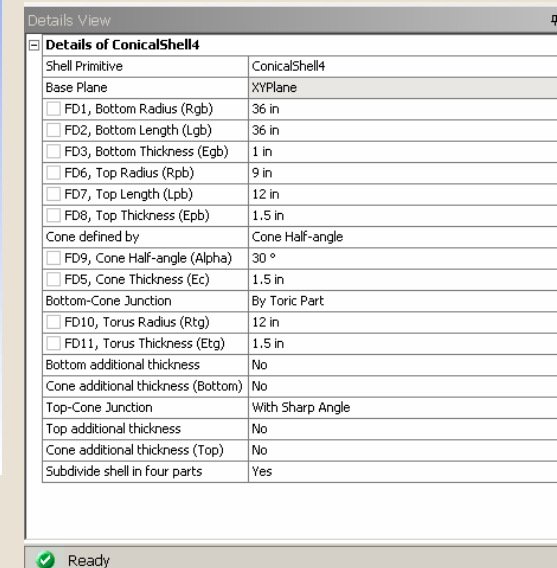 Details View
Details of ConicalShell4
Shell Primitive ConicalShell4
Base Plane XYPlane
FD1, Bottom Radius (Rgb) 36 in
FD2, Bottom Length (Lgb) 36 in
FD3, Bottom Thickness (Egb) 1 in
FD6, Top Radius (Rpb) 9 in
FD7, Top Length (Lpb) 12 in
FD8, Top Thickness (Epb) 1.5 in
Cone defined by Cone Half-angle
FD9, Cone Half-angle (Alpha) 30 °
FD5, Cone Thickness (Ec) 1.5 in
Bottom-Cone Junction By Toric Part
FD10, Torus Radius (Rtg) 12 in
FD11, Torus Thickness (Etg) 1.5 in
Bottom additional thickness No
Cone additional thickness (Bottom) No
Top-Cone Junction With Sharp Angle
Top additional thickness No
Cone additional thickness (Top) No
Subdivide shell in four parts Yes
Ready